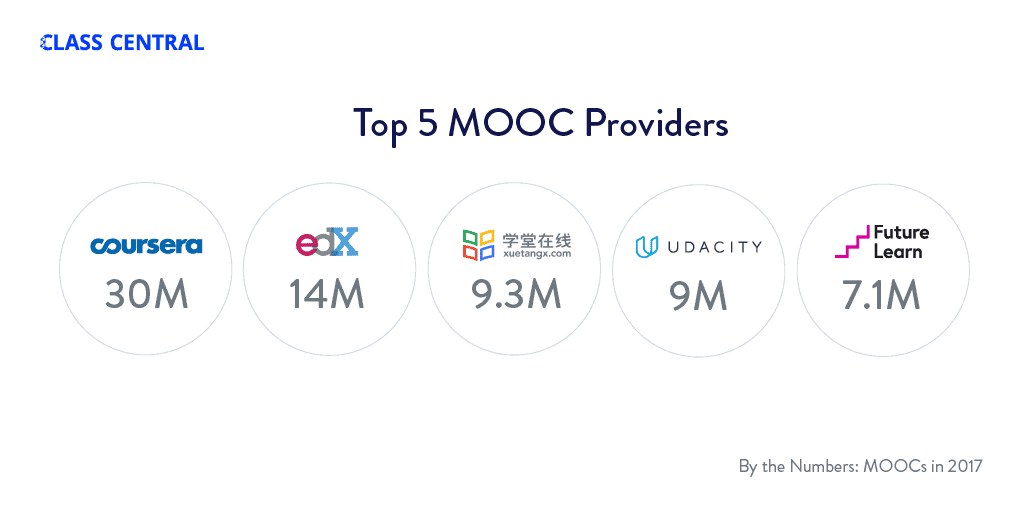 CLASS CENTRAL
Top 5 MOOC Providers
coursera
30M
edX
14M
学堂在线
xuetangx.com
9.3M
UDACITY
9M
Future
Learn
7.1M
By the Numbers: MOOCs in 2017